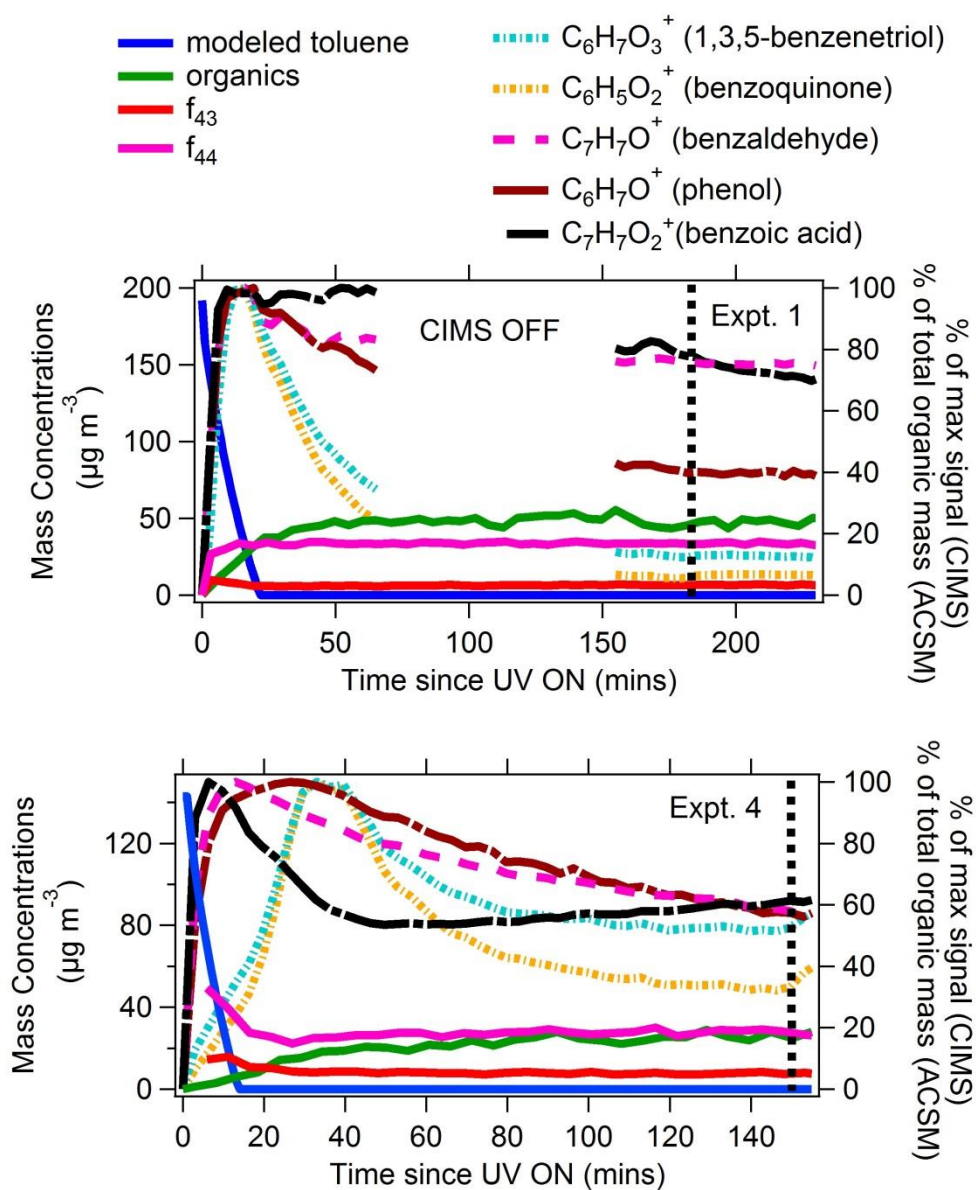 modeled toluene
organics
f43
f44
C6H7O3+ (1,3,5-benzenetriol)
C6H5O2+ (benzoquinone)
C7H7O+ (benzaldehyde)
C6H7O+ (phenol)
C7H7O2+(benzoic acid)
200
150
100
50
0
Mass Concentrations
(µg m-3)
CIMS OFF
Expt. 1
100
80
60
40
20
0
% of max signal (CIMS)
% of total organic mass (ACSM)
0
50
100
150
200
Time since UV ON (mins)
120
80
40
0
Mass Concentrations
(µg m-3)
Expt. 4
100
80
60
40
20
0
% of max signal (CIMS)
% of total organic mass (ACSM)
0
20
40
60
80
100
120
140
Time since UV ON (mins)